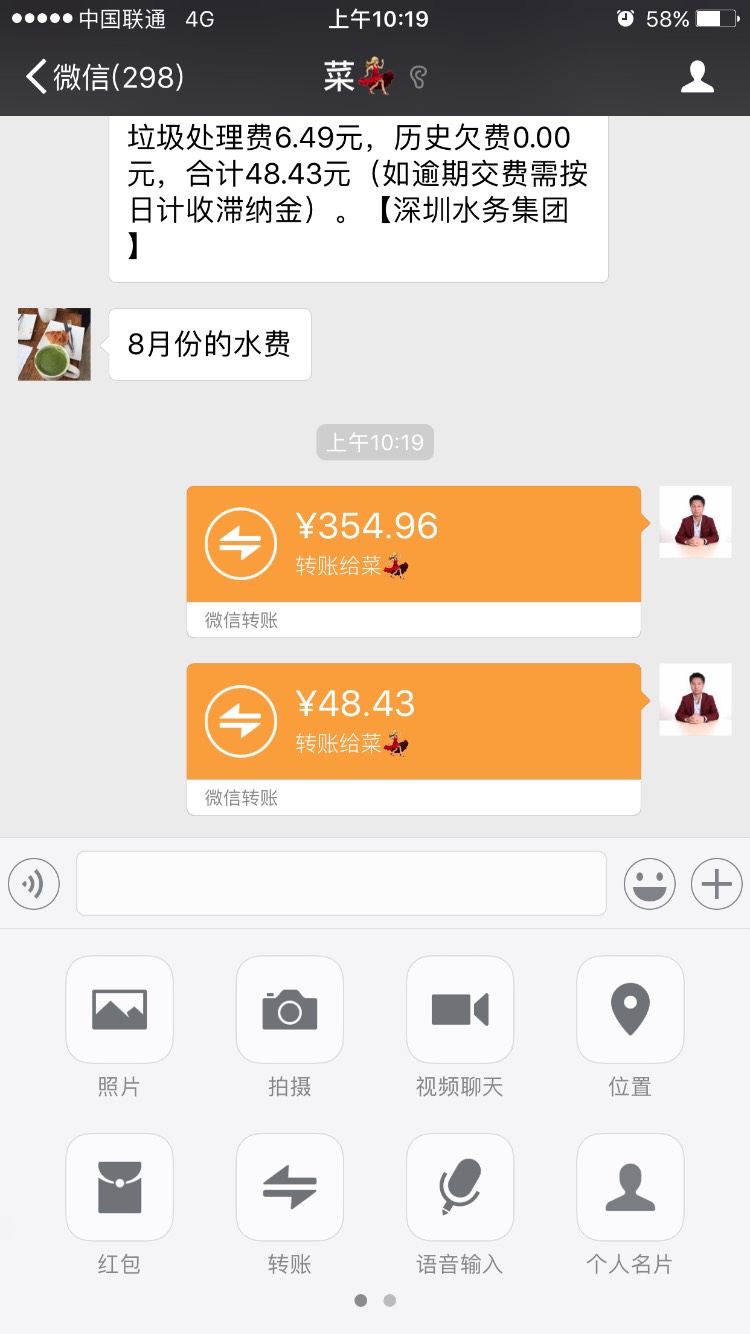 中国联通 4G 上午10:19 58%
微信(298) 菜
垃圾处理费6.49元，历史欠费0.00
元，合计48.43元（如逾期交费需按
日计收滞纳金）。【深圳水务集团
】
8月份的水费
上午10:19
¥354.96
转账给菜
微信转账
¥48.43
转账给菜
微信转账
照片 拍摄 视频聊天 位置
红包 转账 语音输入 个人名片